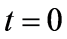 t = 0